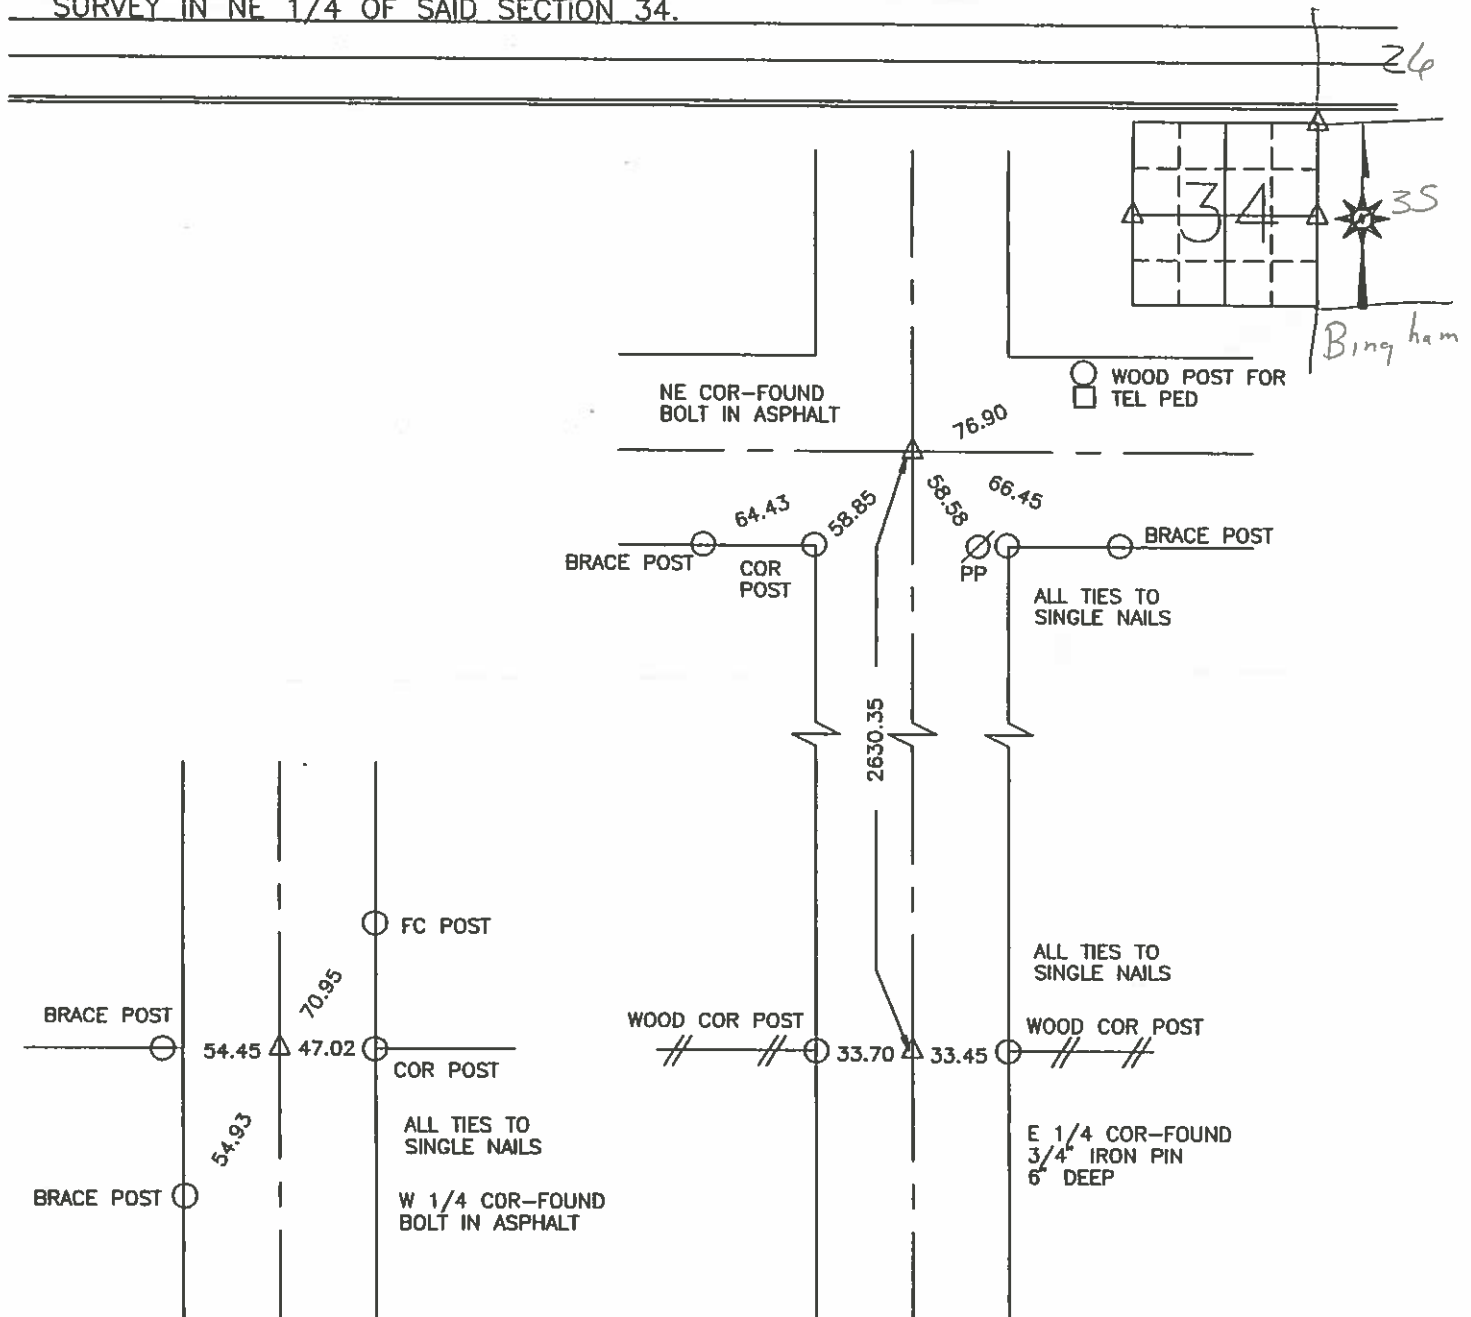 SURVEY IN NE 1/4 OF SAID SECTION 34.
26
34
35
Bingham
NE COR-FOUND
BOLT IN ASPHALT
WOOD POST FOR
TEL PED
76.90
64.43
58.85
58.58
66.45
BRACE POST
COR
POST
PP
BRACE POST
ALL TIES TO
SINGLE NAILS
2630.35
FC POST
70.95
BRACE POST
54.45
47.02
COR POST
54.93
BRACE POST
ALL TIES TO
SINGLE NAILS
W 1/4 COR-FOUND
BOLT IN ASPHALT
ALL TIES TO
SINGLE NAILS
WOOD COR POST
33.70
33.45
WOOD COR POST
E 1/4 COR-FOUND
3/4" IRON PIN
6" DEEP